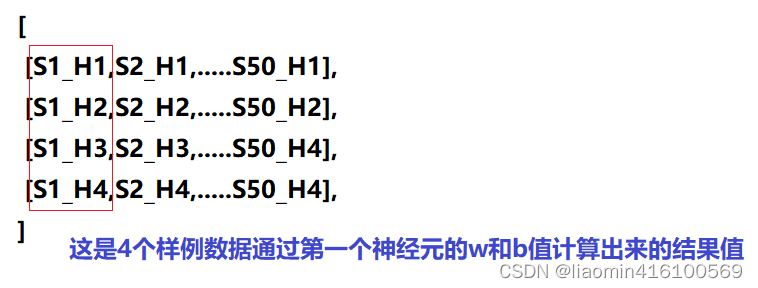 [
[S1_H1,S2_H1,.....S50_H1],
[S1_H2,S2_H2,.....S50_H2],
[S1_H3,S2_H3,.....S50_H4],
[S1_H4,S2_H4,.....S50_H4],
]
这是4个样例数据通过第一个神经元的w和b值计算出来的结果值
CSDN @liaomin416100569